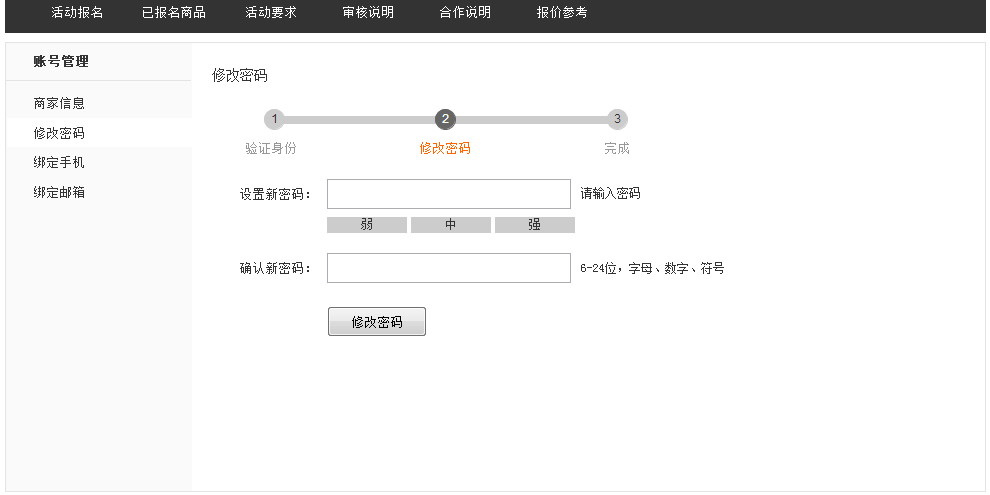 活动报名 已报名商品 活动要求 审核说明 合作说明 报价参考
账号管理
商家信息
修改密码
绑定手机
绑定邮箱
修改密码
1 2 3
验证身份 修改密码 完成
设置新密码: 请输入密码
弱 中 强
确认新密码: 6-24位，字母、数字、符号
修改密码